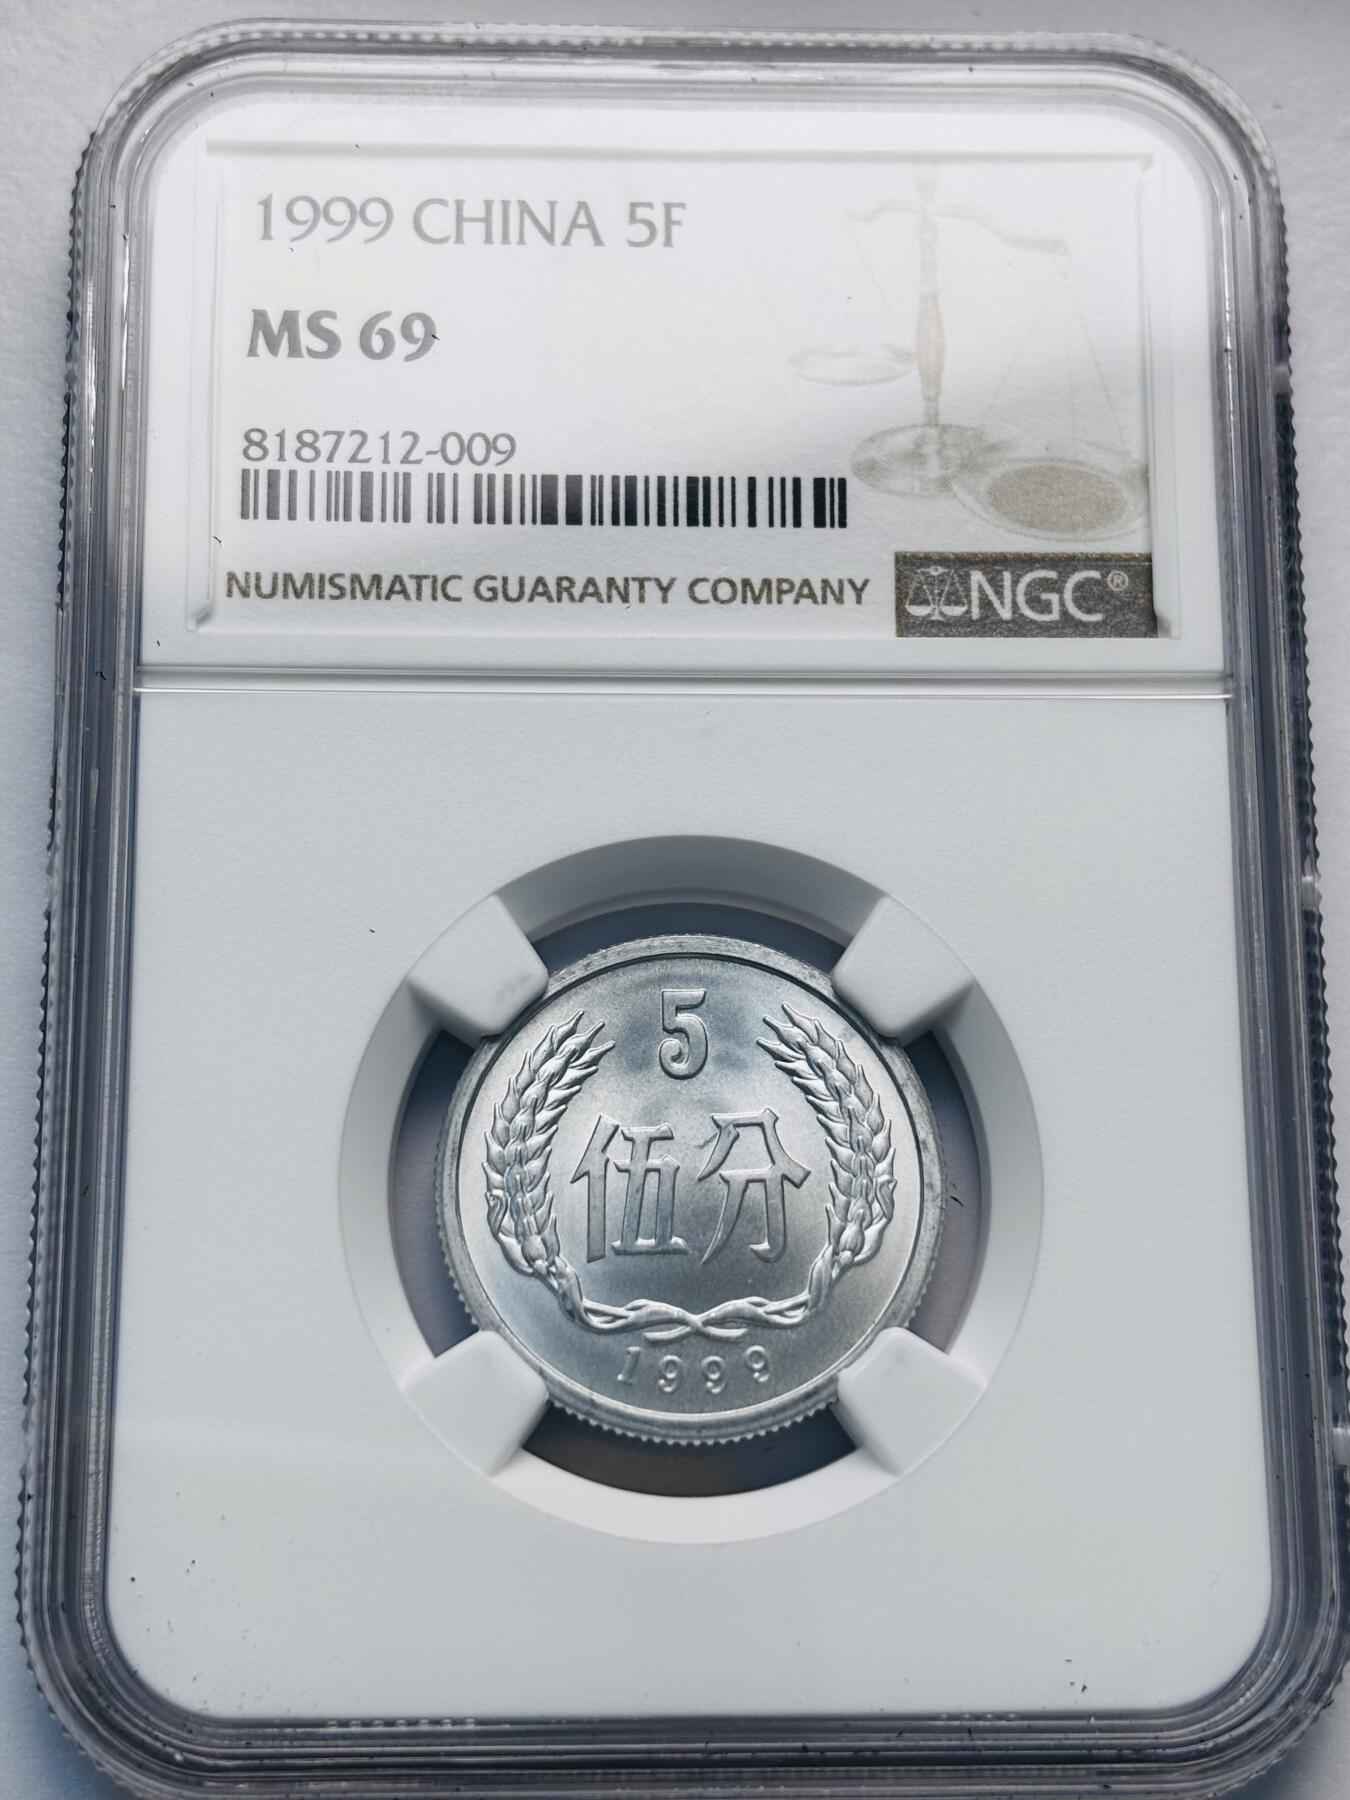 1999 CHINA 5F
MS 69
8187212-009
NUMISMATIC GUARANTY COMPANY
NGC®
5
伍分
1999